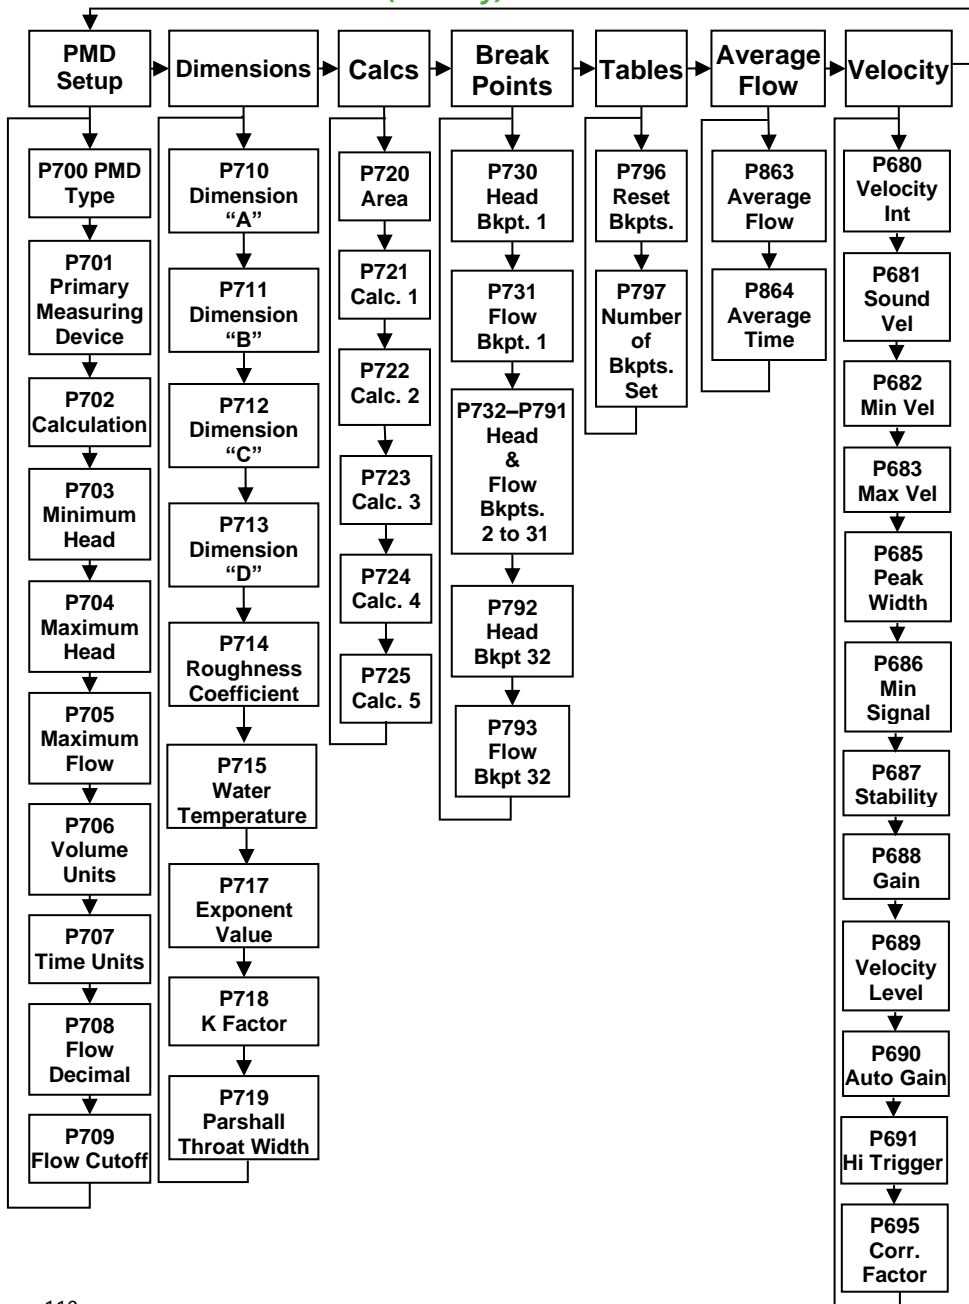 PMD
Setup
Dimensions
Calcs
Break
Points
Tables
Average
Flow
Velocity
P700 PMD
Type
P701
Primary
Measuring
Device
P702
Calculation
P703
Minimum
Head
P704
Maximum
Head
P705
Maximum
Flow
P706
Volume
Units
P707
Time Units
P708
Flow
Decimal
P709
Flow Cutoff
P710
Dimension
“A”
P711
Dimension
“B”
P712
Dimension
“C”
P713
Dimension
“D”
P714
Roughness
Coefficient
P715
Water
Temperature
P717
Exponent
Value
P718
K Factor
P719
Parshall
Throat Width
P720
Area
P721
Calc. 1
P722
Calc. 2
P723
Calc. 3
P724
Calc. 4
P725
Calc. 5
P730
Head
Bkpt. 1
P731
Flow
Bkpt. 1
P732–P791
Head
&
Flow
Bkpts.
2 to 31
P792
Head
Bkpt 32
P793
Flow
Bkpt 32
P796
Reset
Bkpts.
P797
Number
of
Bkpts.
Set
P863
Average
Flow
P864
Average
Time
P680
Velocity
Int
P681
Sound
Vel
P682
Min Vel
P683
Max Vel
P685
Peak
Width
P686
Min
Signal
P687
Stability
P688
Gain
P689
Velocity
Level
P690
Auto Gain
P691
Hi Trigger
P695
Corr.
Factor